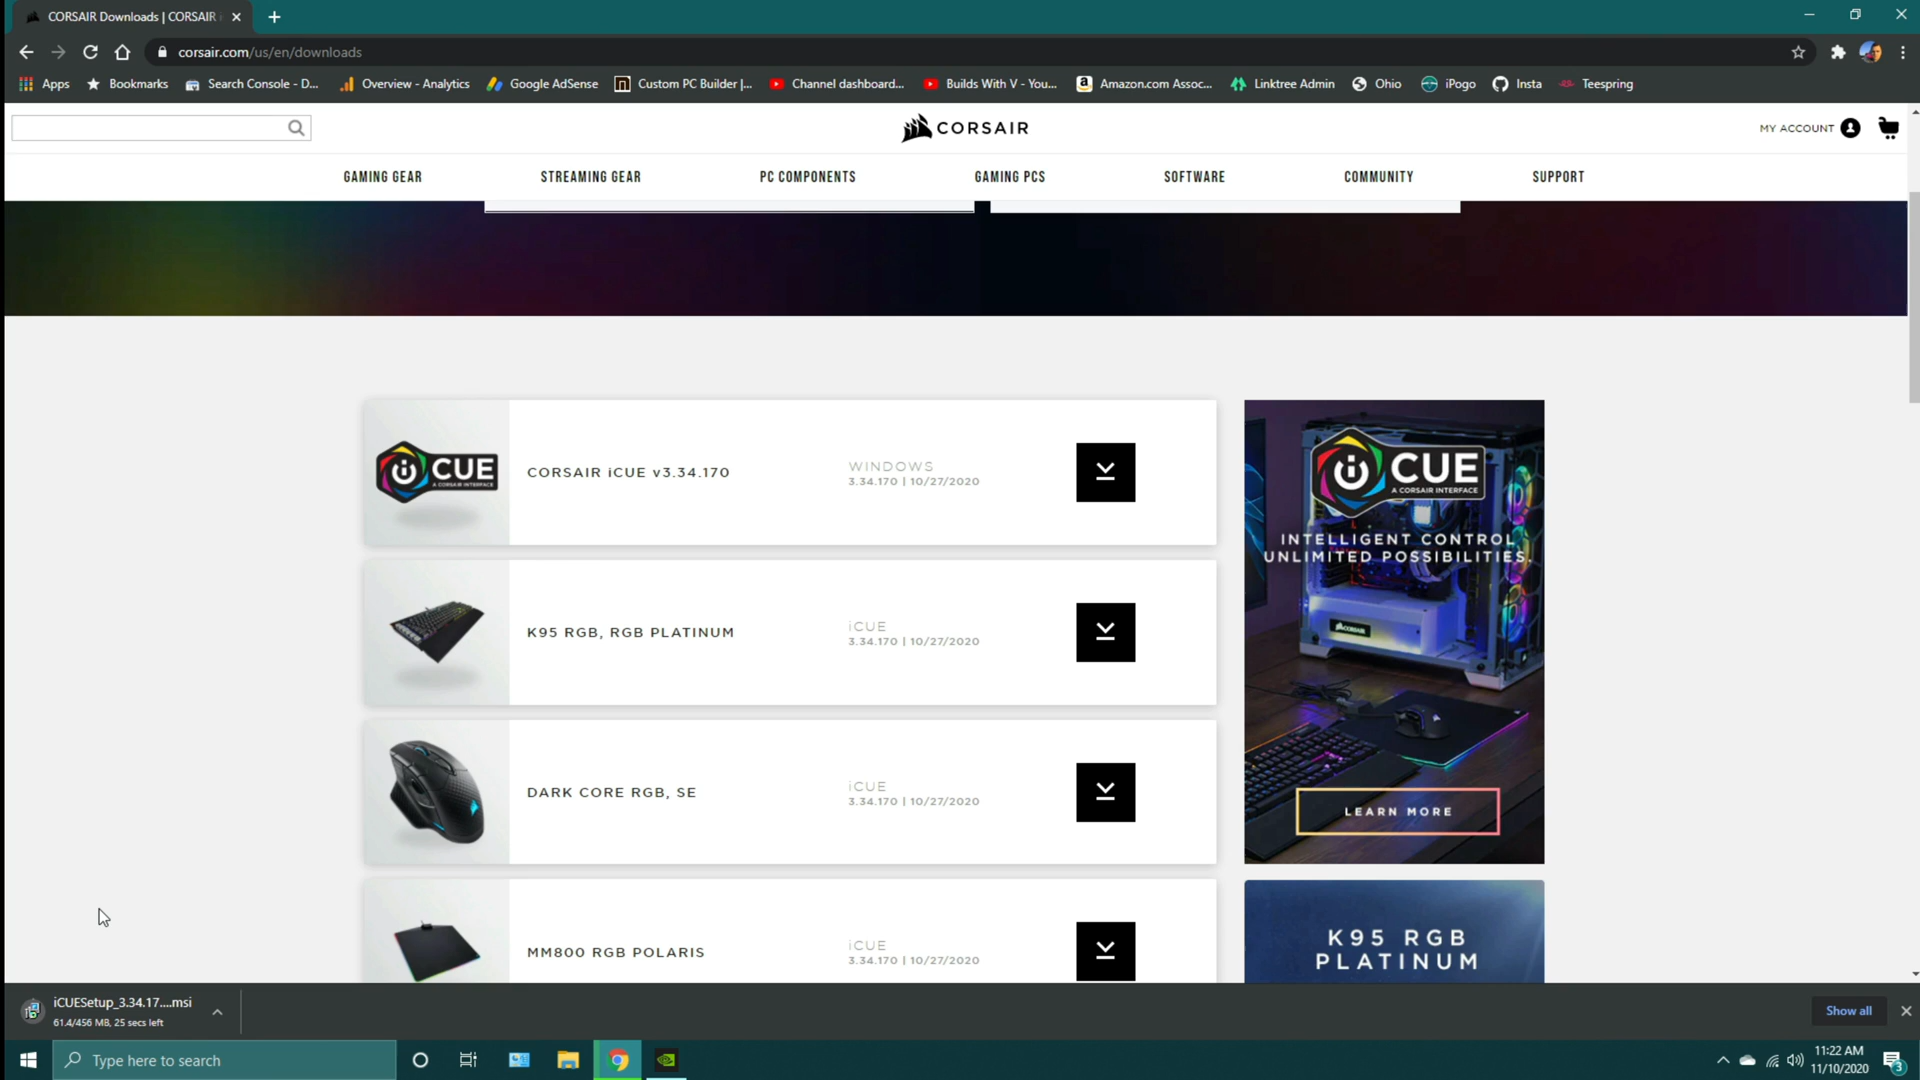 CORSAIR Downloads | CORSAIR
corsair.com/us/en/downloads
Apps
Bookmarks
Search Console - D...
Overview - Analytics
Google AdSense
Custom PC Builder |...
Channel dashboard...
Builds With V - You...
Amazon.com Assoc...
Linktree Admin
Ohio
iPogo
Insta
Teespring
CORSAIR
MY ACCOUNT
GAMING GEAR
STREAMING GEAR
PC COMPONENTS
GAMING PCS
SOFTWARE
COMMUNITY
SUPPORT
iCUE
A CORSAIR INTERFACE
CORSAIR iCUE v3.34.170
WINDOWS
3.34.170 | 10/27/2020
K95 RGB, RGB PLATINUM
iCUE
3.34.170 | 10/27/2020
DARK CORE RGB, SE
iCUE
3.34.170 | 10/27/2020
MM800 RGB POLARIS
iCUE
3.34.170 | 10/27/2020
iCUE
A CORSAIR INTERFACE
INTELLIGENT CONTROL
UNLIMITED POSSIBILITIES.
CORSAIR
LEARN MORE
K95 RGB
PLATINUM
iCUESetup_3.34.17....msi
61.4/456 MB, 25 secs left
Show all
Type here to search
11:22 AM
11/10/2020
3